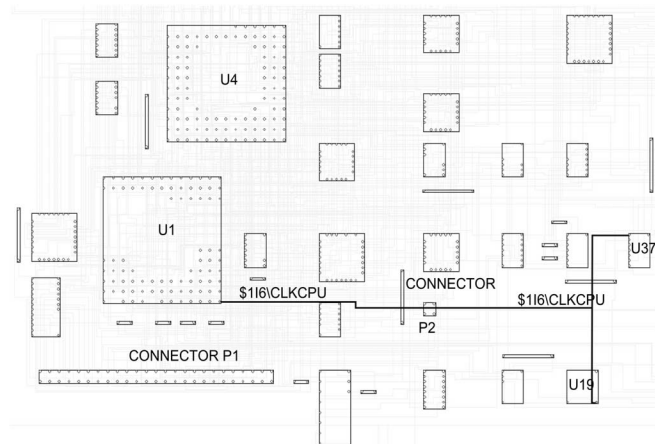 U4
U1
U37
CONNECTOR
$1I6\CLKCPU
$1I6\CLKCPU
P2
CONNECTOR P1
U19